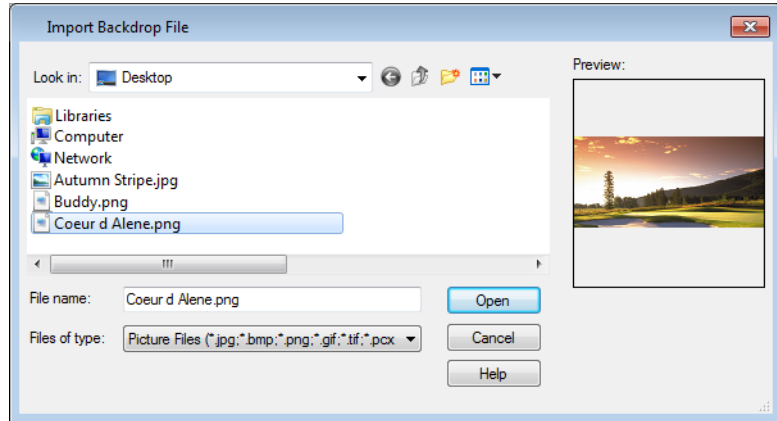 Import Backdrop File
Look in: Desktop
Preview:
Libraries
Computer
Network
Autumn Stripe.jpg
Buddy.png
Coeur d Alene.png
File name: Coeur d Alene.png
Open
Files of type: Picture Files (*.jpg;*.bmp;*.png;*.gif;*.tif;*.pcx
Cancel
Help